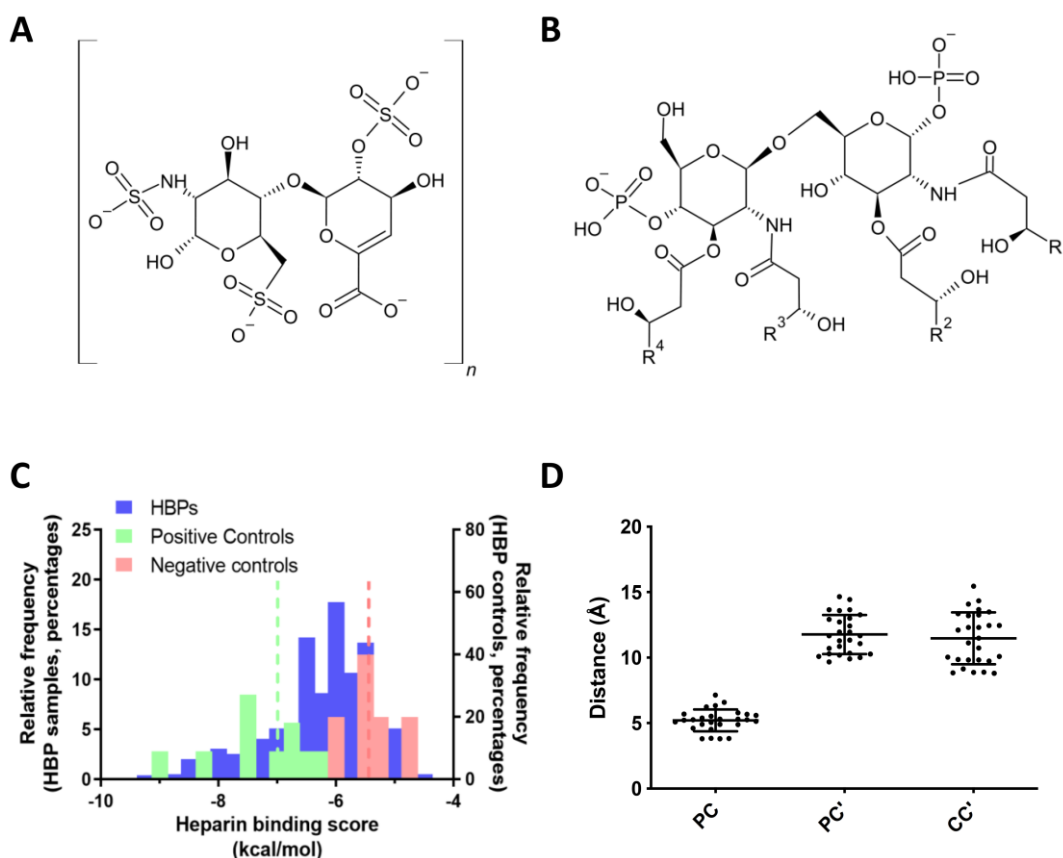 A
O⁻
O
S
O
O
OH
O
OH
O
NH
S
O
O⁻
O
HO
O
O
O
S
O
O⁻
O
O⁻
n
B
O⁻
HO
P
O
O
OH
O
O
O
O
O⁻
P
O
O
HO
HO
NH
NH
O
O
O
O
O
O
HO
R
OH
HO
R³
OH
R²
R⁴
C
HBPs
Positive Controls
Negative controls
Relative frequency
(HBP samples, percentages)
25
20
15
10
5
0
80
60
40
20
0
Relative frequency
(HBP controls, percentages)
-10
-8
-6
-4
Heparin binding score
(kcal/mol)
D
Distance (Å)
20
15
10
5
0
PC
PC'
CC'